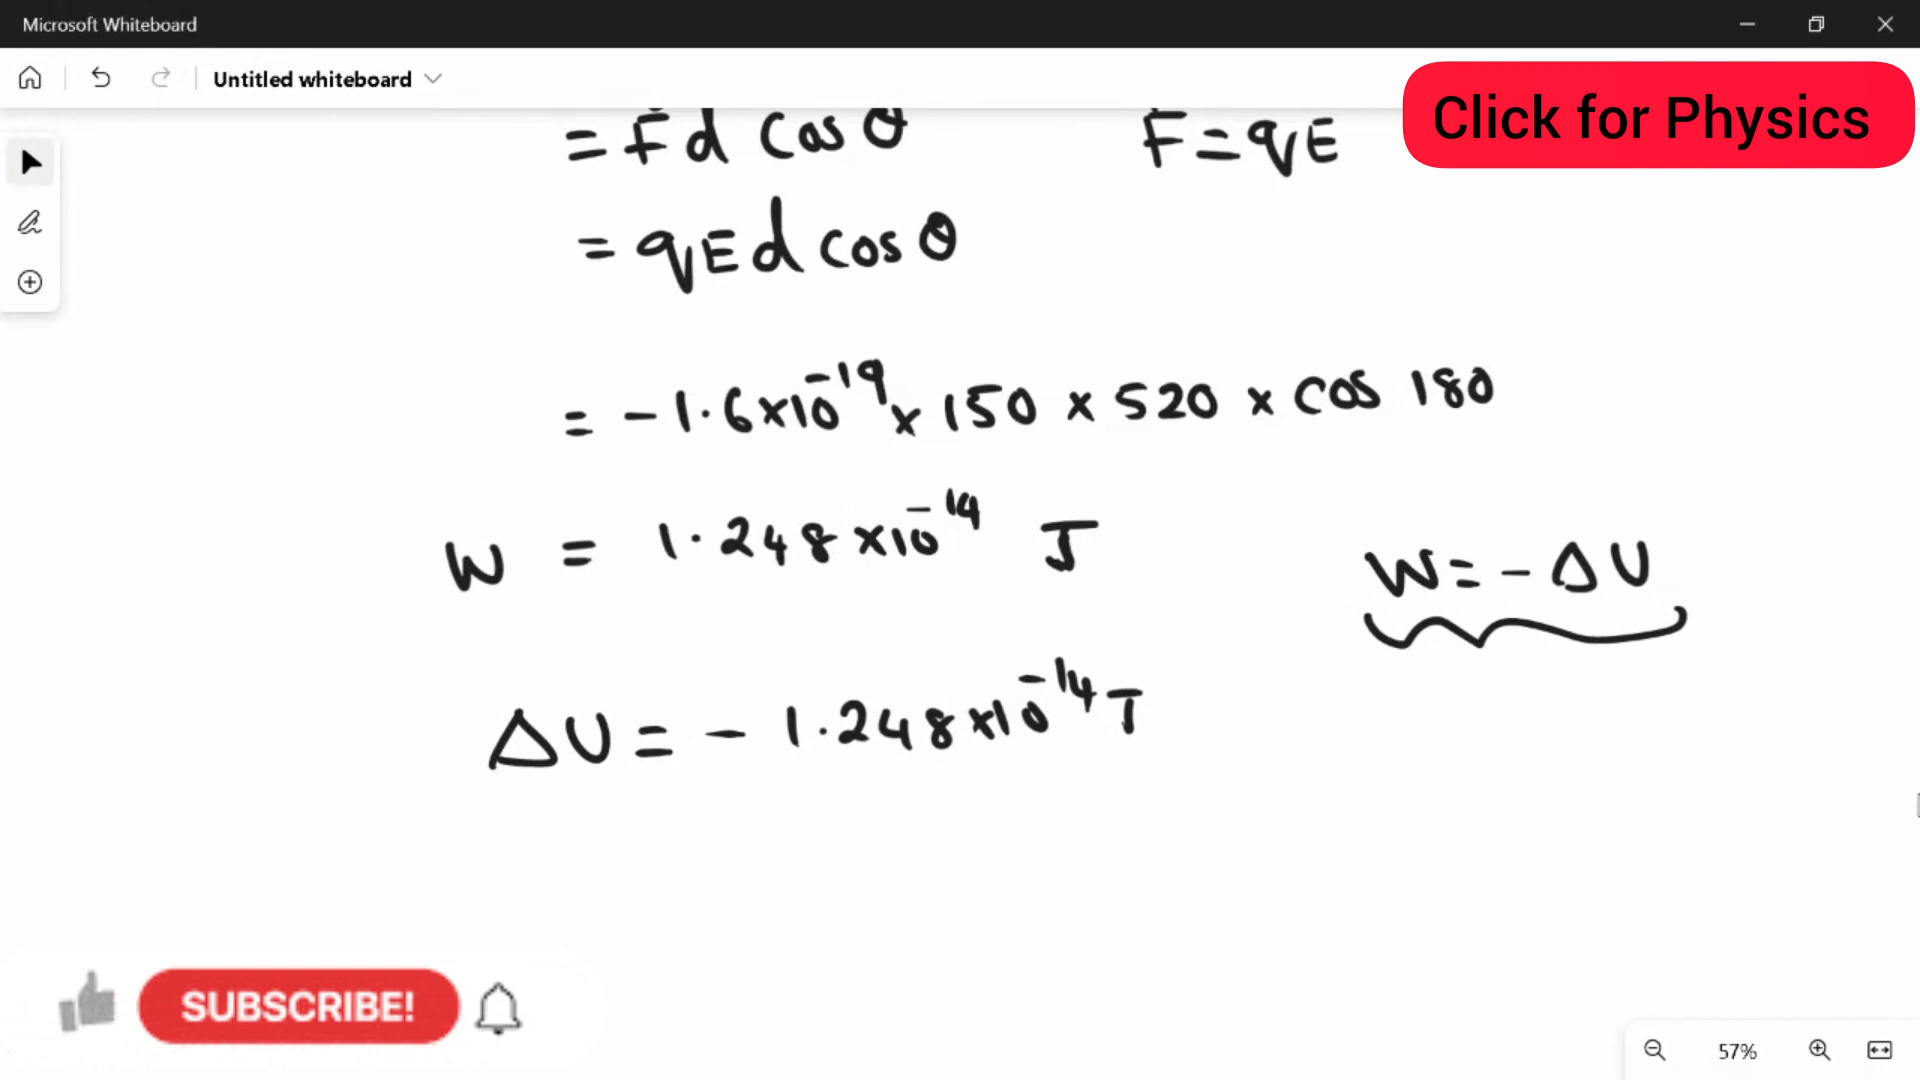 Microsoft Whiteboard
Untitled whiteboard
Click for Physics
= Fd cos θ
F = qE
= qEd cos θ
= -1.6×10⁻¹⁹ × 150 × 520 × cos 180
W = 1.248×10⁻¹⁴ J
W = - ΔU
ΔU = - 1.248×10⁻¹⁴ J
SUBSCRIBE!
57%